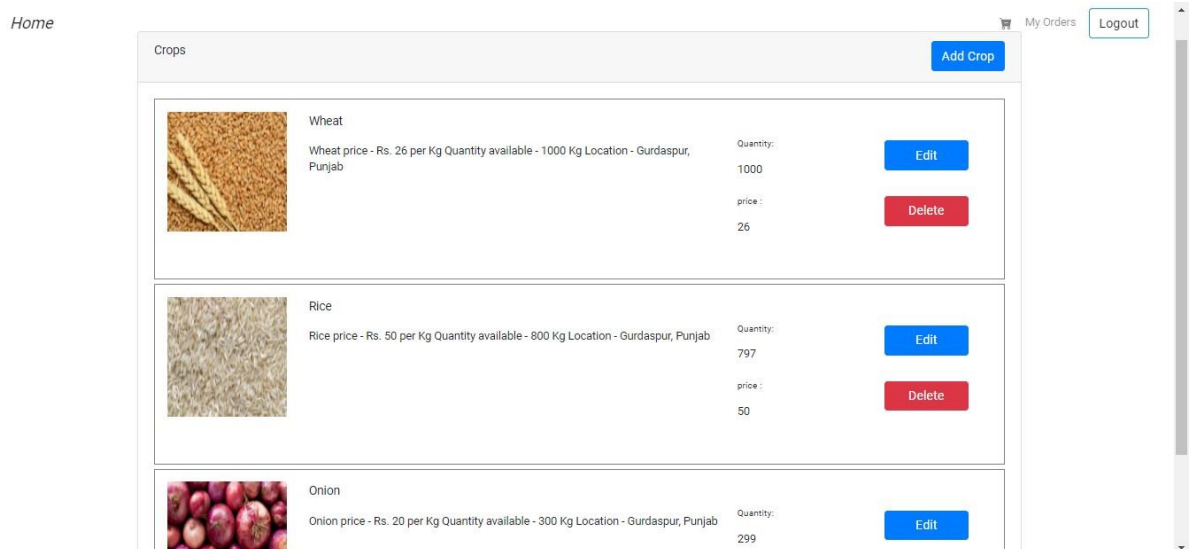 Home
My Orders
Logout
Crops
Add Crop
Wheat
Wheat price - Rs. 26 per Kg Quantity available - 1000 Kg Location - Gurdaspur,
Punjab
Quantity:
1000
price :
26
Edit
Delete
Rice
Rice price - Rs. 50 per Kg Quantity available - 800 Kg Location - Gurdaspur, Punjab
Quantity:
797
price :
50
Edit
Delete
Onion
Onion price - Rs. 20 per Kg Quantity available - 300 Kg Location - Gurdaspur, Punjab
Quantity:
299
Edit